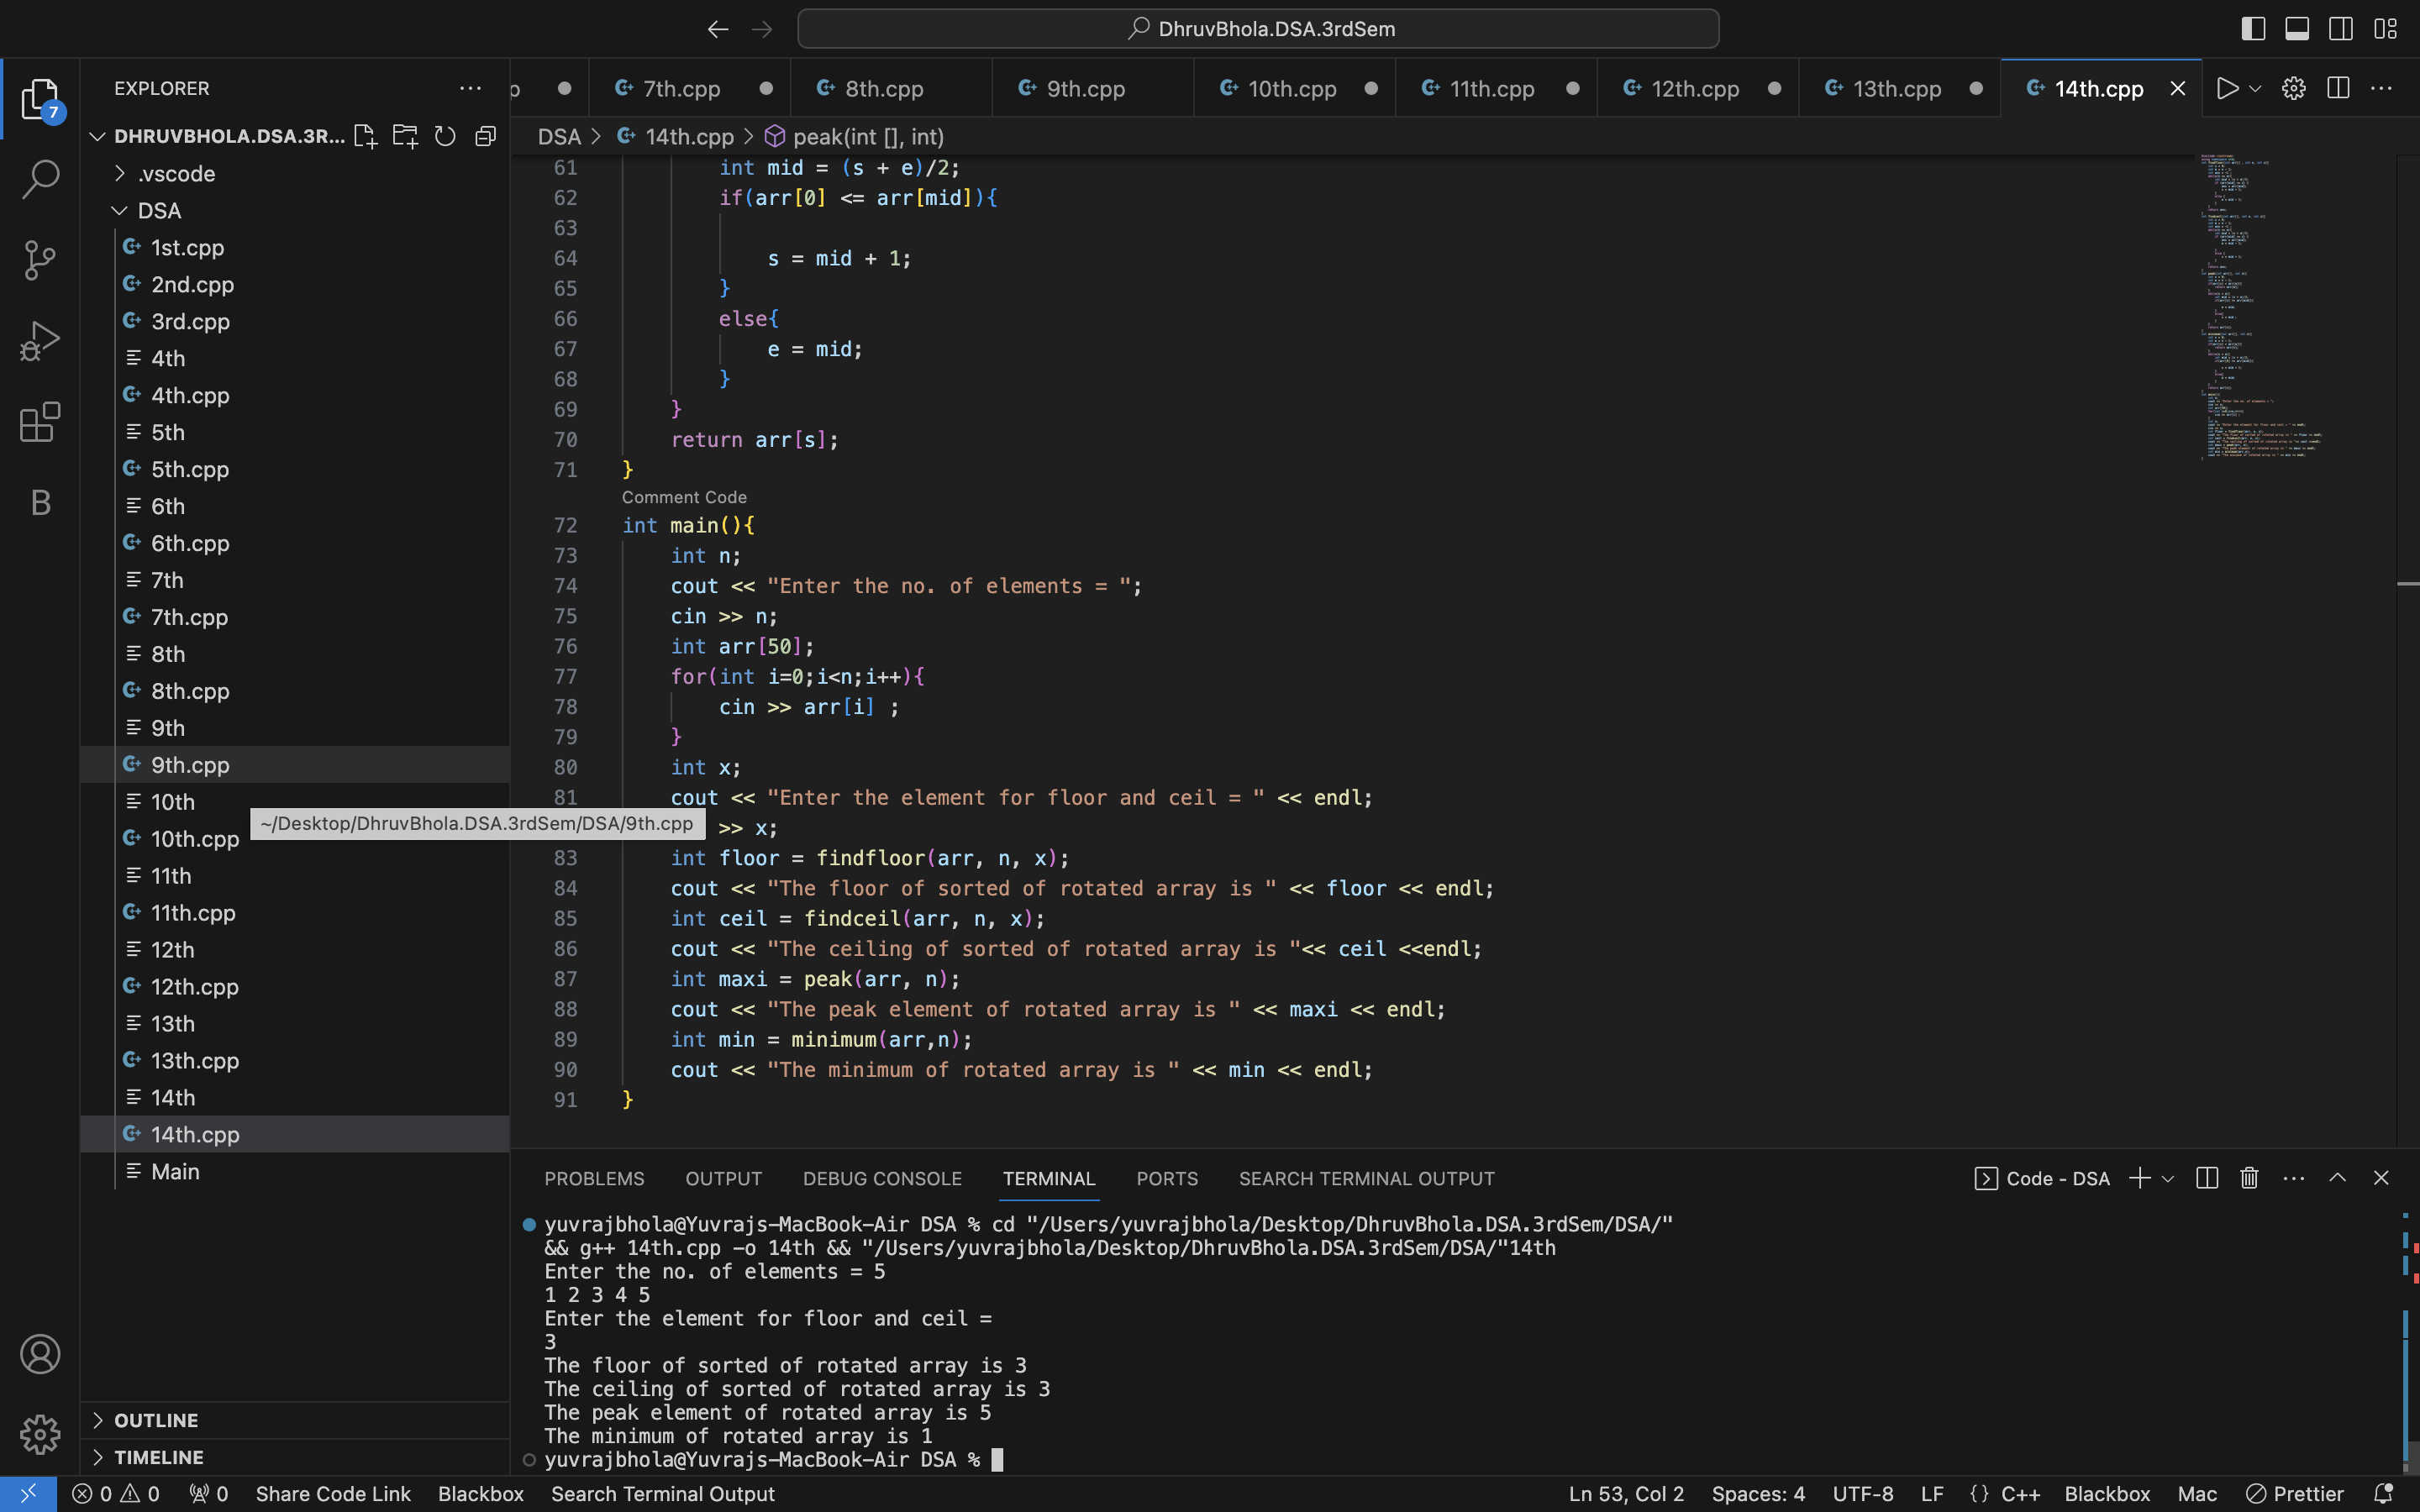 DhruvBhola.DSA.3rdSem
7
EXPLORER
DHRUVBHOLA.DSA.3R...
.vscode
DSA
1st.cpp
2nd.cpp
3rd.cpp
4th
4th.cpp
5th
5th.cpp
6th
6th.cpp
7th
7th.cpp
8th
8th.cpp
9th
9th.cpp
10th
10th.cpp
11th
11th.cpp
12th
12th.cpp
13th
13th.cpp
14th
14th.cpp
Main
OUTLINE
TIMELINE
B
p 7th.cpp 8th.cpp 9th.cpp 10th.cpp 11th.cpp 12th.cpp 13th.cpp 14th.cpp
DSA > 14th.cpp > peak(int [], int)
61 int mid = (s + e)/2;
62 if(arr[0] <= arr[mid]){
63
64 s = mid + 1;
65 }
66 else{
67 e = mid;
68 }
69 }
70 return arr[s];
71 }
Comment Code
72 int main(){
73 int n;
74 cout << "Enter the no. of elements = ";
75 cin >> n;
76 int arr[50];
77 for(int i=0;i<n;i++){
78 cin >> arr[i] ;
79 }
80 int x;
81 cout << "Enter the element for floor and ceil = " << endl;
~/Desktop/DhruvBhola.DSA.3rdSem/DSA/9th.cpp
>> x;
83 int floor = findfloor(arr, n, x);
84 cout << "The floor of sorted of rotated array is " << floor << endl;
85 int ceil = findceil(arr, n, x);
86 cout << "The ceiling of sorted of rotated array is "<< ceil <<endl;
87 int maxi = peak(arr, n);
88 cout << "The peak element of rotated array is " << maxi << endl;
89 int min = minimum(arr,n);
90 cout << "The minimum of rotated array is " << min << endl;
91 }
PROBLEMS OUTPUT DEBUG CONSOLE TERMINAL PORTS SEARCH TERMINAL OUTPUT
Code - DSA
yuvrajbhola@Yuvrajs-MacBook-Air DSA % cd "/Users/yuvrajbhola/Desktop/DhruvBhola.DSA.3rdSem/DSA/"
&& g++ 14th.cpp -o 14th && "/Users/yuvrajbhola/Desktop/DhruvBhola.DSA.3rdSem/DSA/"14th
Enter the no. of elements = 5
1 2 3 4 5
Enter the element for floor and ceil =
3
The floor of sorted of rotated array is 3
The ceiling of sorted of rotated array is 3
The peak element of rotated array is 5
The minimum of rotated array is 1
yuvrajbhola@Yuvrajs-MacBook-Air DSA %
0 0 0 Share Code Link Blackbox Search Terminal Output
Ln 53, Col 2 Spaces: 4 UTF-8 LF {} C++ Blackbox Mac Prettier